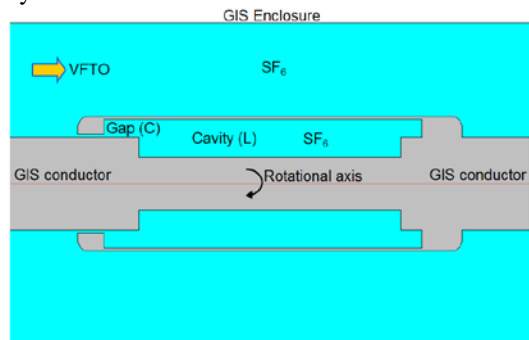 GIS Enclosure
VFTO
SF₆
Gap (C)
Cavity (L) SF₆
GIS conductor Rotational axis GIS conductor